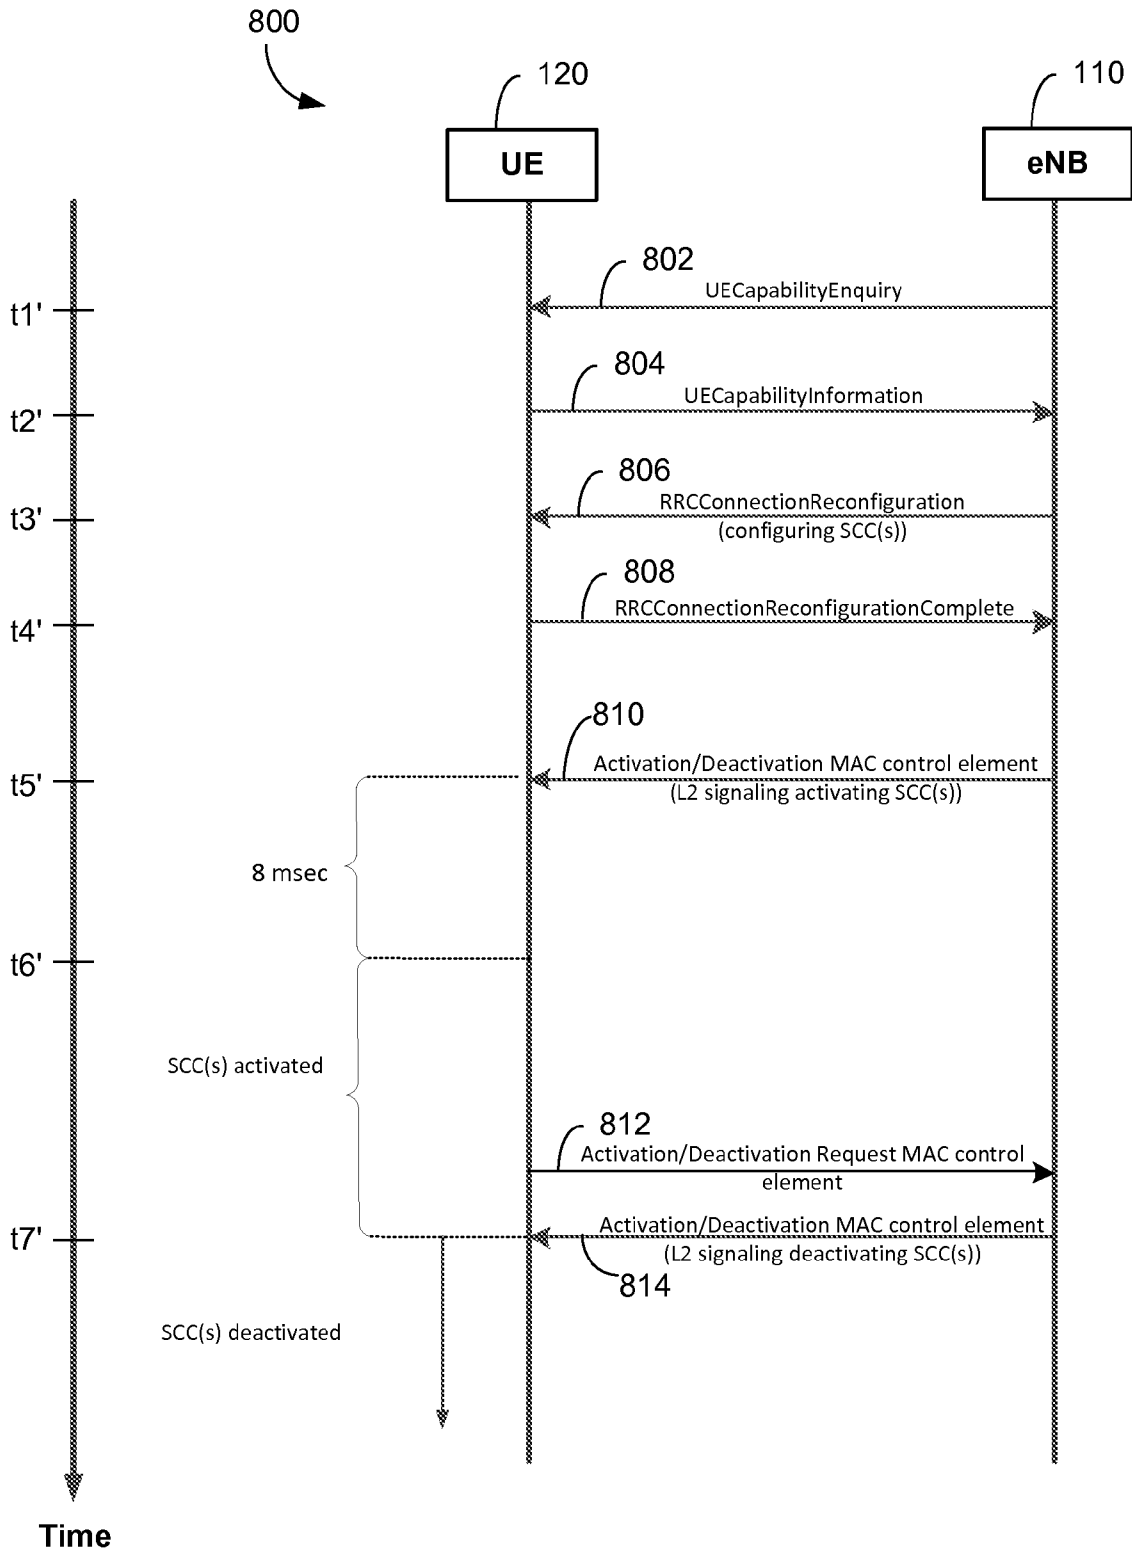 800
120
110
UE
eNB
802
UECapabilityEnquiry
t1'
804
UECapabilityInformation
t2'
806
RRCConnectionReconfiguration
(configuring SCC(s))
t3'
808
RRCConnectionReconfigurationComplete
t4'
810
Activation/Deactivation MAC control element
(L2 signaling activating SCC(s))
t5'
8 msec
t6'
SCC(s) activated
812
Activation/Deactivation Request MAC control
element
t7'
Activation/Deactivation MAC control element
(L2 signaling deactivating SCC(s))
814
SCC(s) deactivated
Time